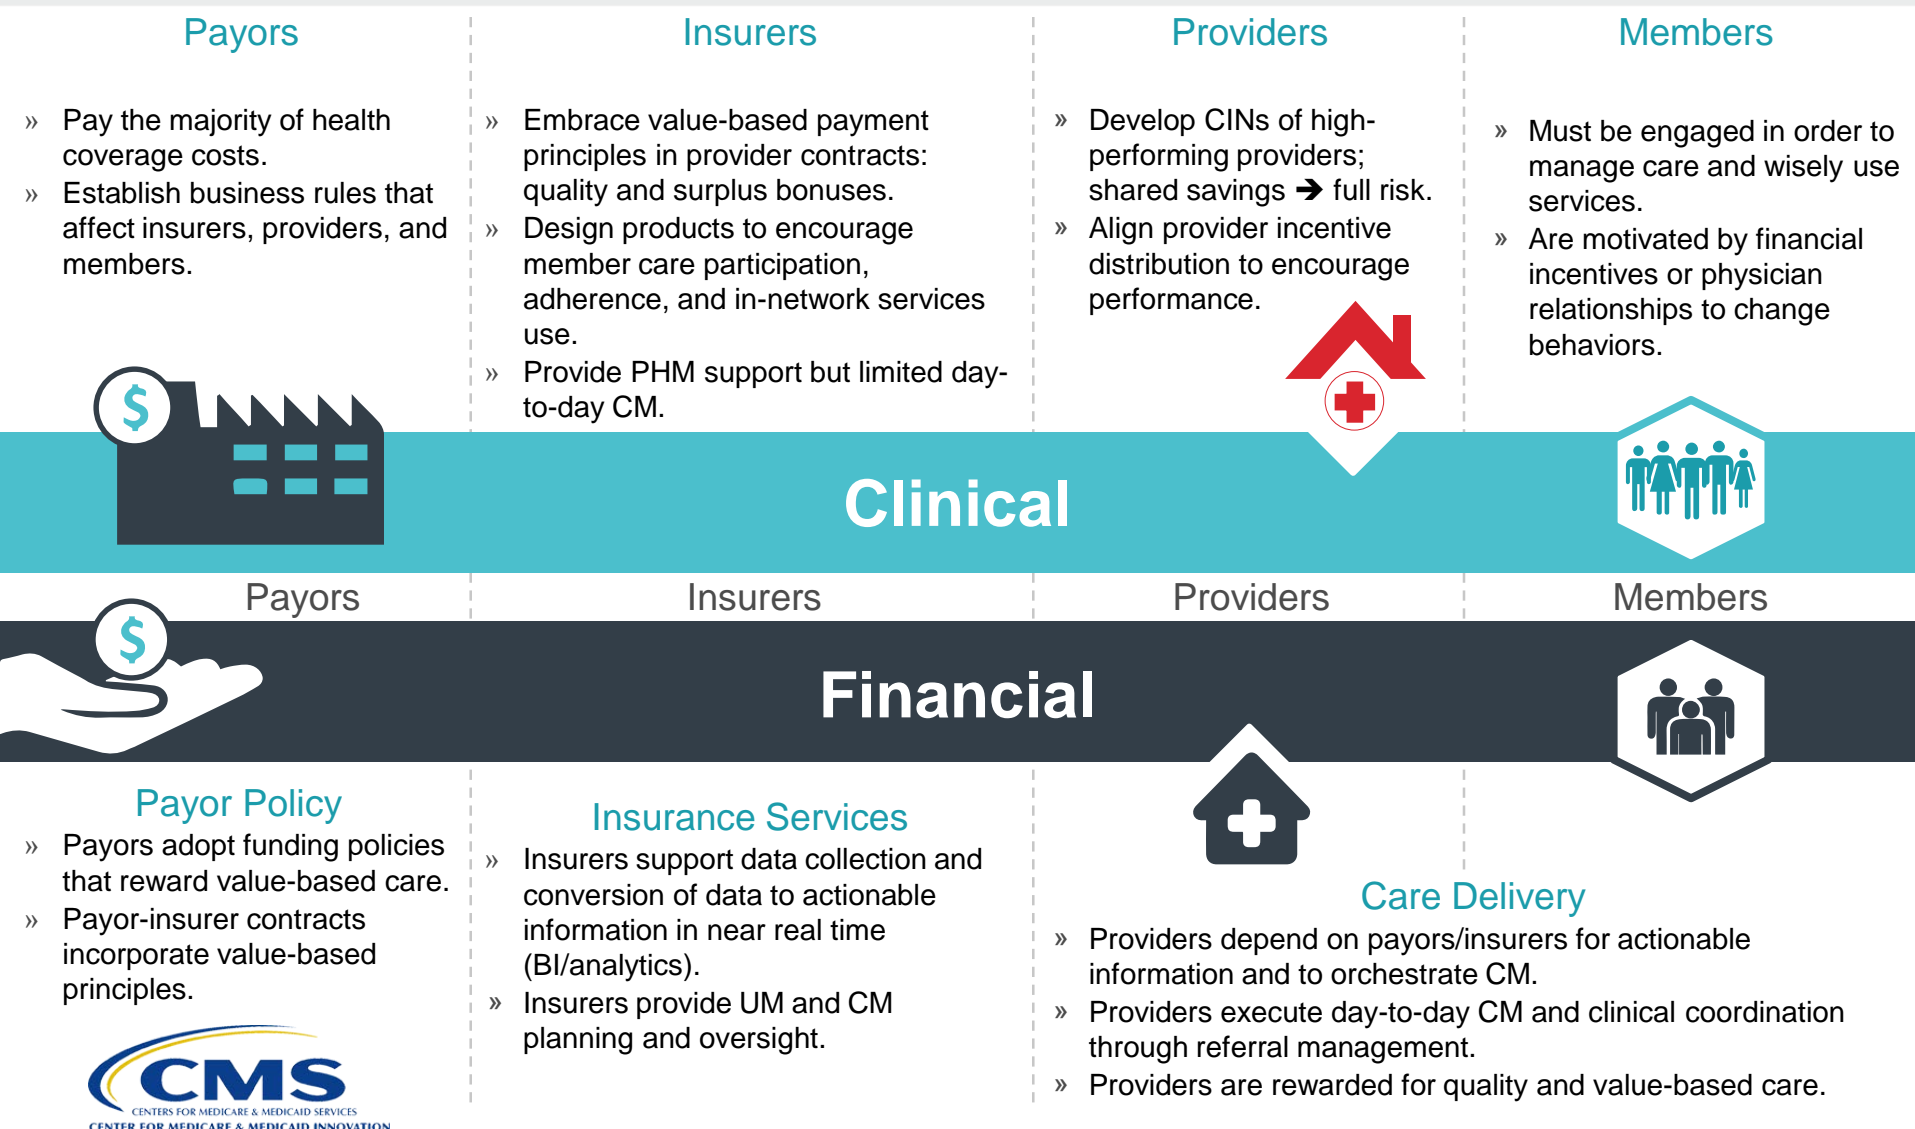 Payors
» Pay the majority of health
coverage costs.
» Establish business rules that
affect insurers, providers, and
members.
Insurers
» Embrace value-based payment
principles in provider contracts:
quality and surplus bonuses.
» Design products to encourage
member care participation,
adherence, and in-network services
use.
» Provide PHM support but limited day-
to-day CM.
Providers
» Develop CINs of high-
performing providers;
shared savings ➔ full risk.
» Align provider incentive
distribution to encourage
performance.
Members
» Must be engaged in order to
manage care and wisely use
services.
» Are motivated by financial
incentives or physician
relationships to change
behaviors.
$
Clinical
Payors
Insurers
Providers
Members
$
Financial
Payor Policy
» Payors adopt funding policies
that reward value-based care.
» Payor-insurer contracts
incorporate value-based
principles.
CMS
CENTERS FOR MEDICARE & MEDICAID SERVICES
CENTER FOR MEDICARE & MEDICAID INNOVATION
Insurance Services
» Insurers support data collection and
conversion of data to actionable
information in near real time
(BI/analytics).
» Insurers provide UM and CM
planning and oversight.
Care Delivery
» Providers depend on payors/insurers for actionable
information and to orchestrate CM.
» Providers execute day-to-day CM and clinical coordination
through referral management.
» Providers are rewarded for quality and value-based care.